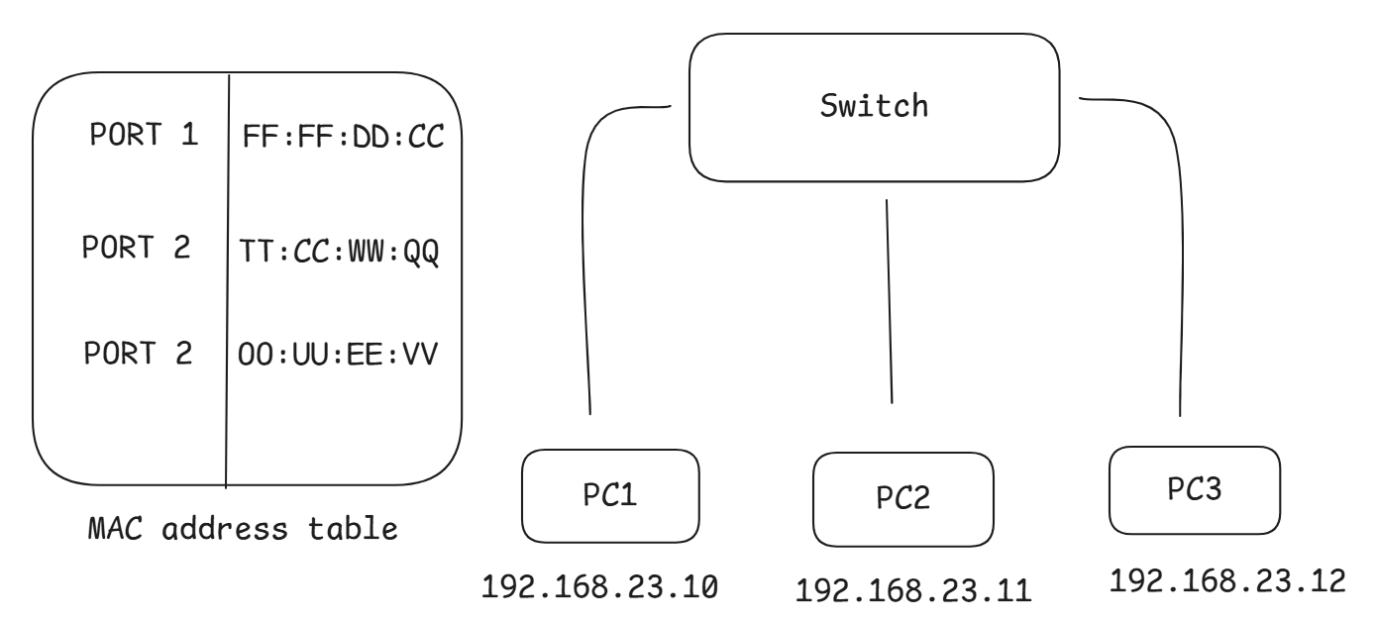 PORT 1 FF:FF:DD:CC
PORT 2 TT:CC:WW:QQ
PORT 2 00:UU:EE:VV
MAC address table
Switch
PC1
PC2
PC3
192.168.23.10
192.168.23.11
192.168.23.12